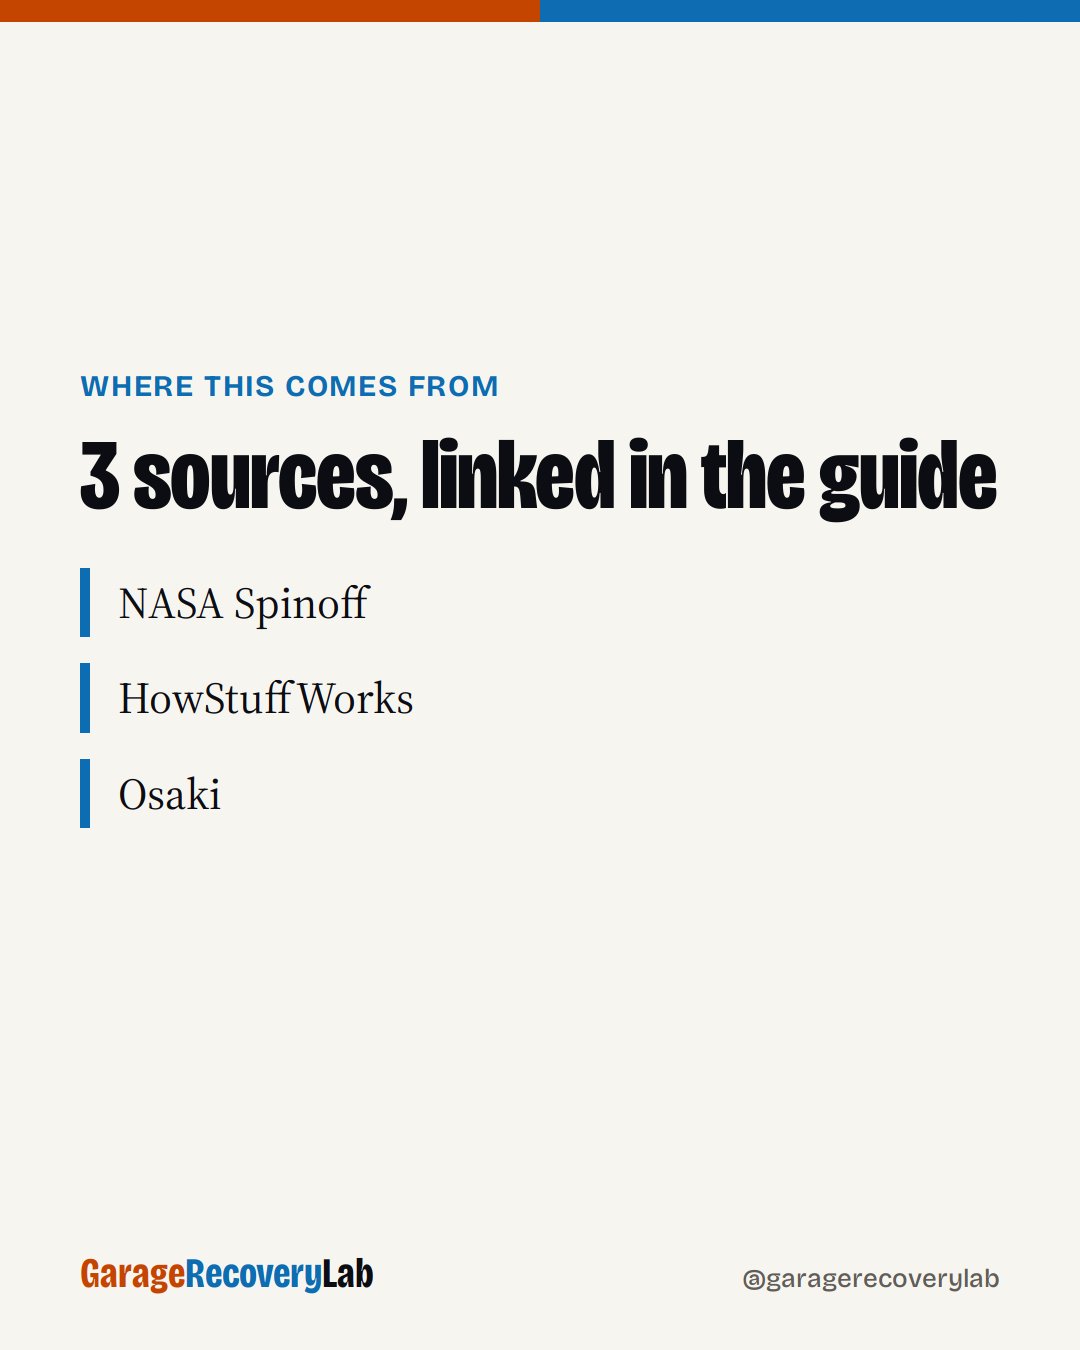 WHERE THIS COMES FROM
3 sources, linked in the guide
NASA Spinoff
HowStuffWorks
Osaki
GarageRecoveryLab
@garagerecoverylab